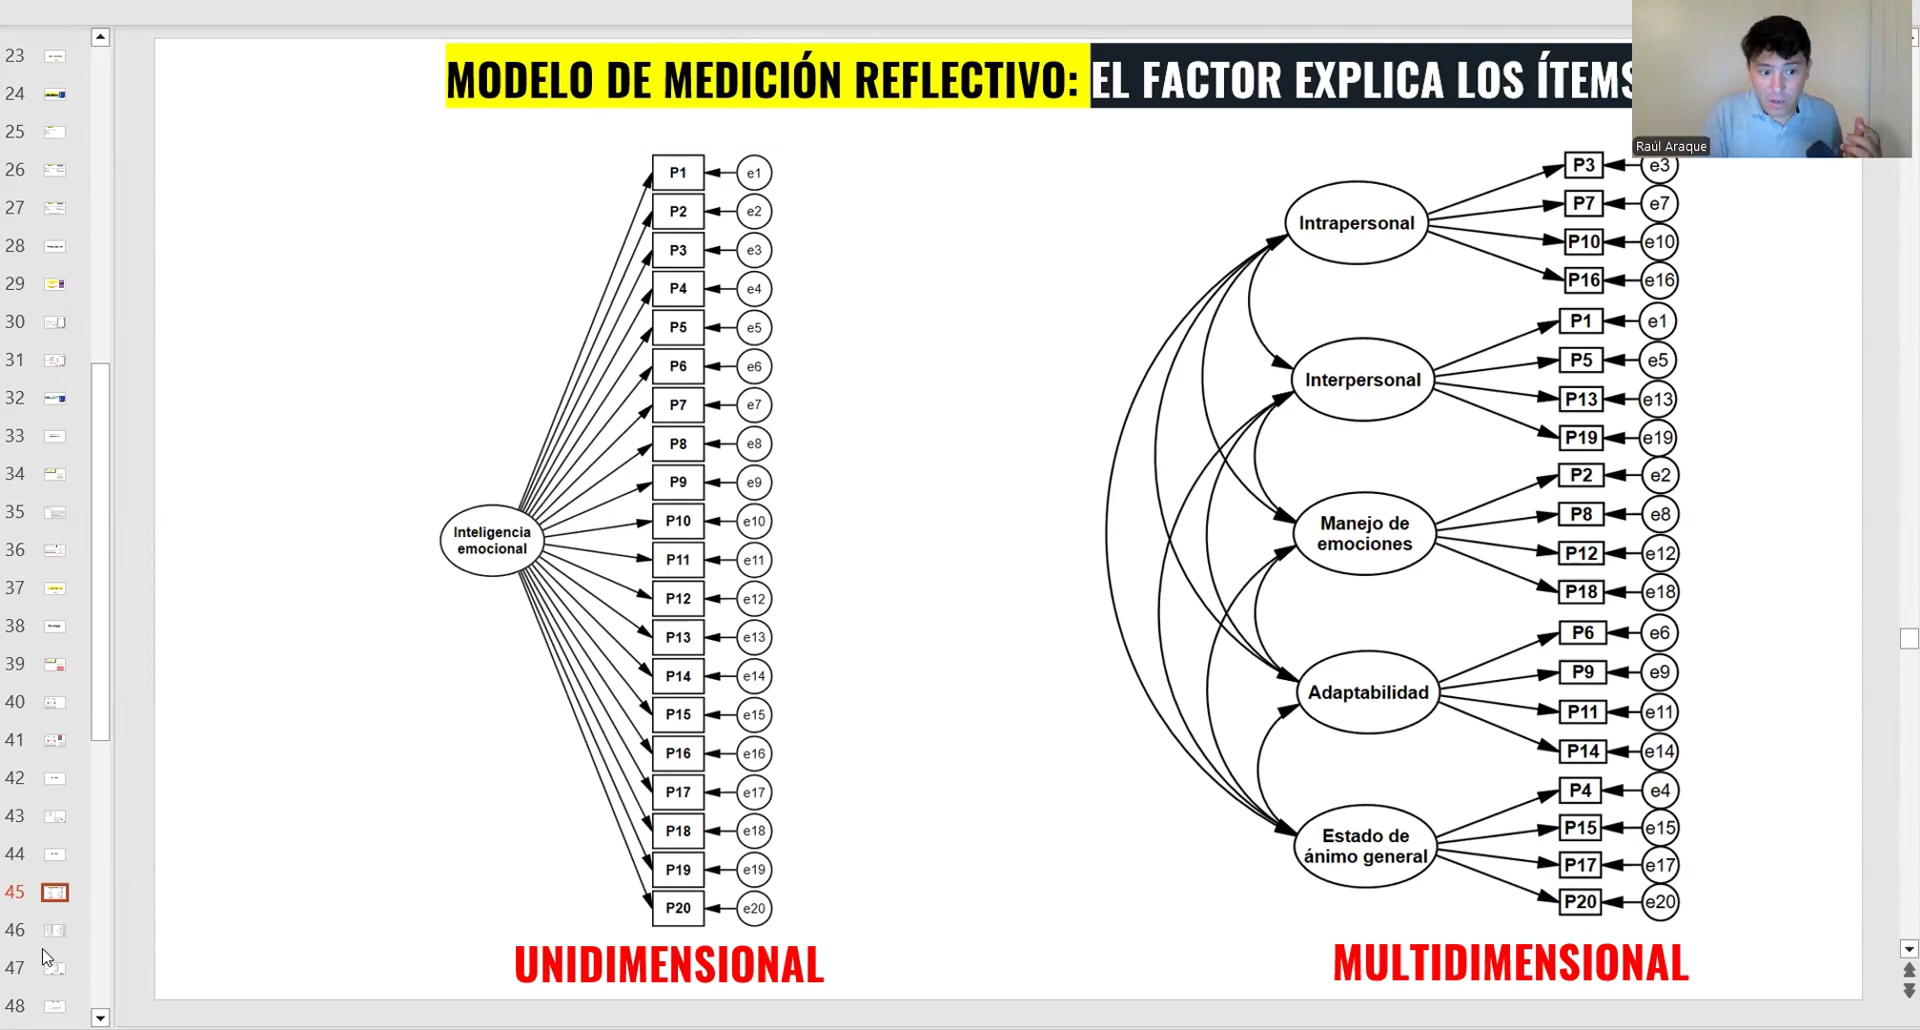 MODELO DE MEDICIÓN REFLECTIVO: EL FACTOR EXPLICA LOS ÍTEMS
Raúl Araque
23
24
25
26
27
28
29
30
31
32
33
34
35
36
37
38
39
40
41
42
43
44
45
46
47
48
Inteligencia
emocional
P1 e1
P2 e2
P3 e3
P4 e4
P5 e5
P6 e6
P7 e7
P8 e8
P9 e9
P10 e10
P11 e11
P12 e12
P13 e13
P14 e14
P15 e15
P16 e16
P17 e17
P18 e18
P19 e19
P20 e20
UNIDIMENSIONAL
Intrapersonal
P3 e3
P7 e7
P10 e10
P16 e16
Interpersonal
P1 e1
P5 e5
P13 e13
P19 e19
Manejo de
emociones
P2 e2
P8 e8
P12 e12
P18 e18
Adaptabilidad
P6 e6
P9 e9
P11 e11
P14 e14
Estado de
ánimo general
P4 e4
P15 e15
P17 e17
P20 e20
MULTIDIMENSIONAL